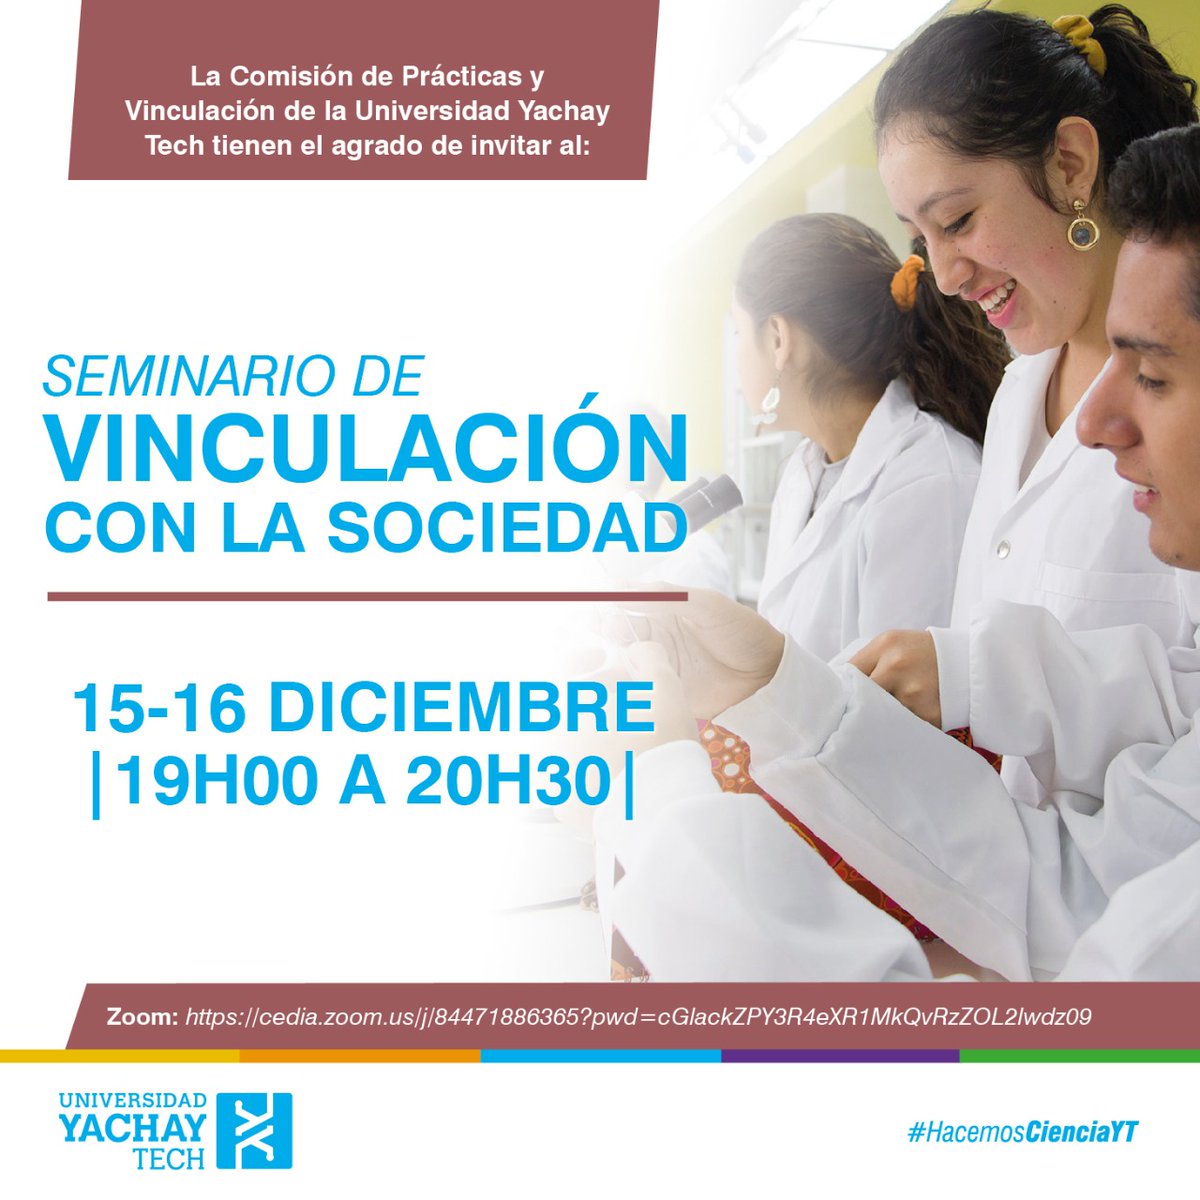 La Comisión de Prácticas y
Vinculación de la Universidad Yachay
Tech tienen el agrado de invitar al:
SEMINARIO DE
VINCULACIÓN
CON LA SOCIEDAD
15-16 DICIEMBRE
|19H00 A 20H30|
Zoom: https://cedia.zoom.us/j/84471886365?pwd=cGlackZPY3R4eXR1MkQvRzZOL2lwdz09
UNIVERSIDAD
YACHAY
TECH
#HacemosCienciaYT